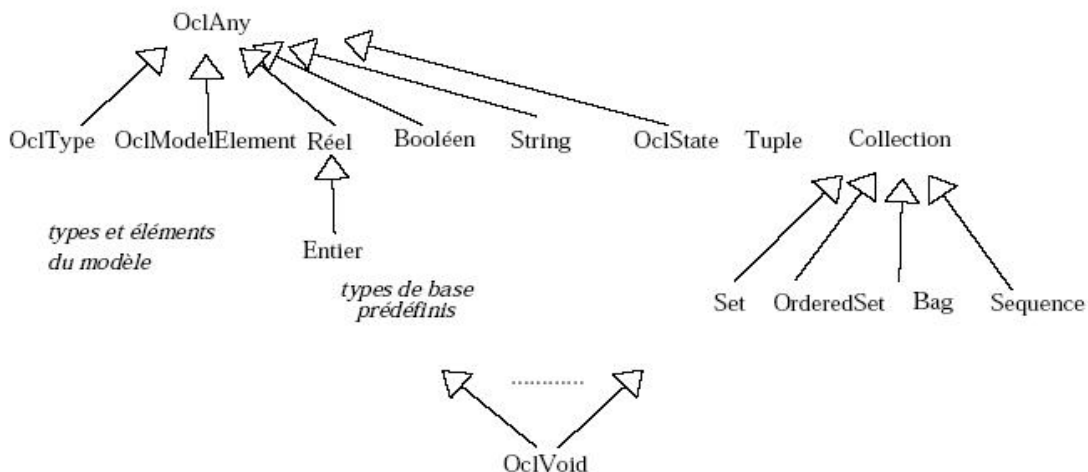 OclAny
OclType OclModelElement Réel Booléen String OclState Tuple Collection
types et éléments
du modèle
Entier
types de base
prédéfinis
Set OrderedSet Bag Sequence
............
OclVoid